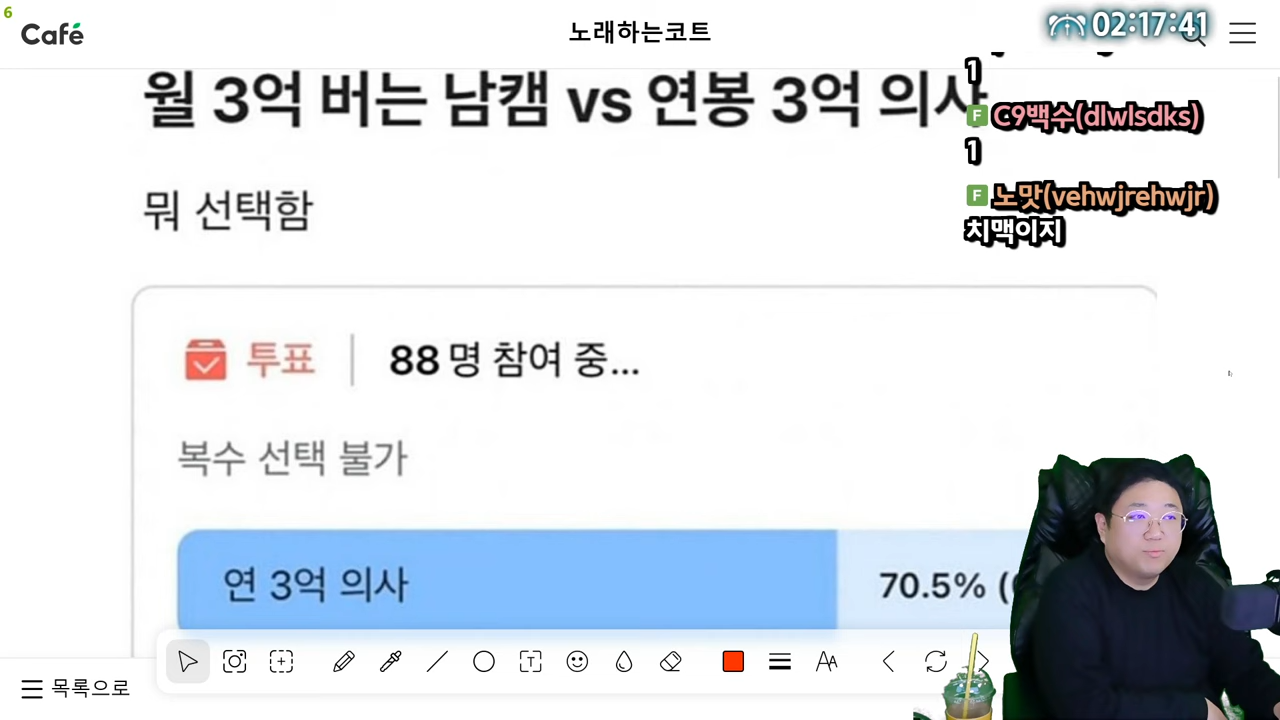 6
Café
노래하는코트
02:17:41
월 3억 버는 남캠 vs 연봉 3억 의사
1
F C9백수(dlwlsdks)
1
뭐 선택함
F 노맛(vehwjrehwjr)
치맥이지
투표
88명 참여 중...
복수 선택 불가
연 3억 의사
70.5% (
목록으로
T
AA